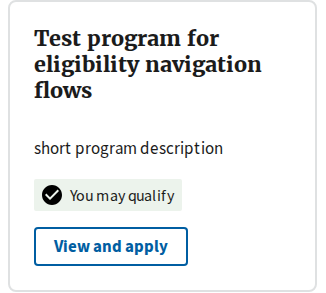 Test program for
eligibility navigation
flows
short program description
You may qualify
View and apply